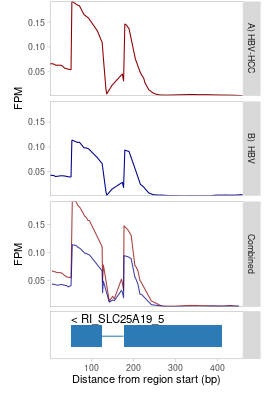 0.15
0.10
0.05
A) HBV-HCC
FPM
0.15
0.10
0.05
B) HBV
0.15
0.10
0.05
Combined
FPM
< RI_SLC25A19_5
100 200 300 400
Distance from region start (bp)